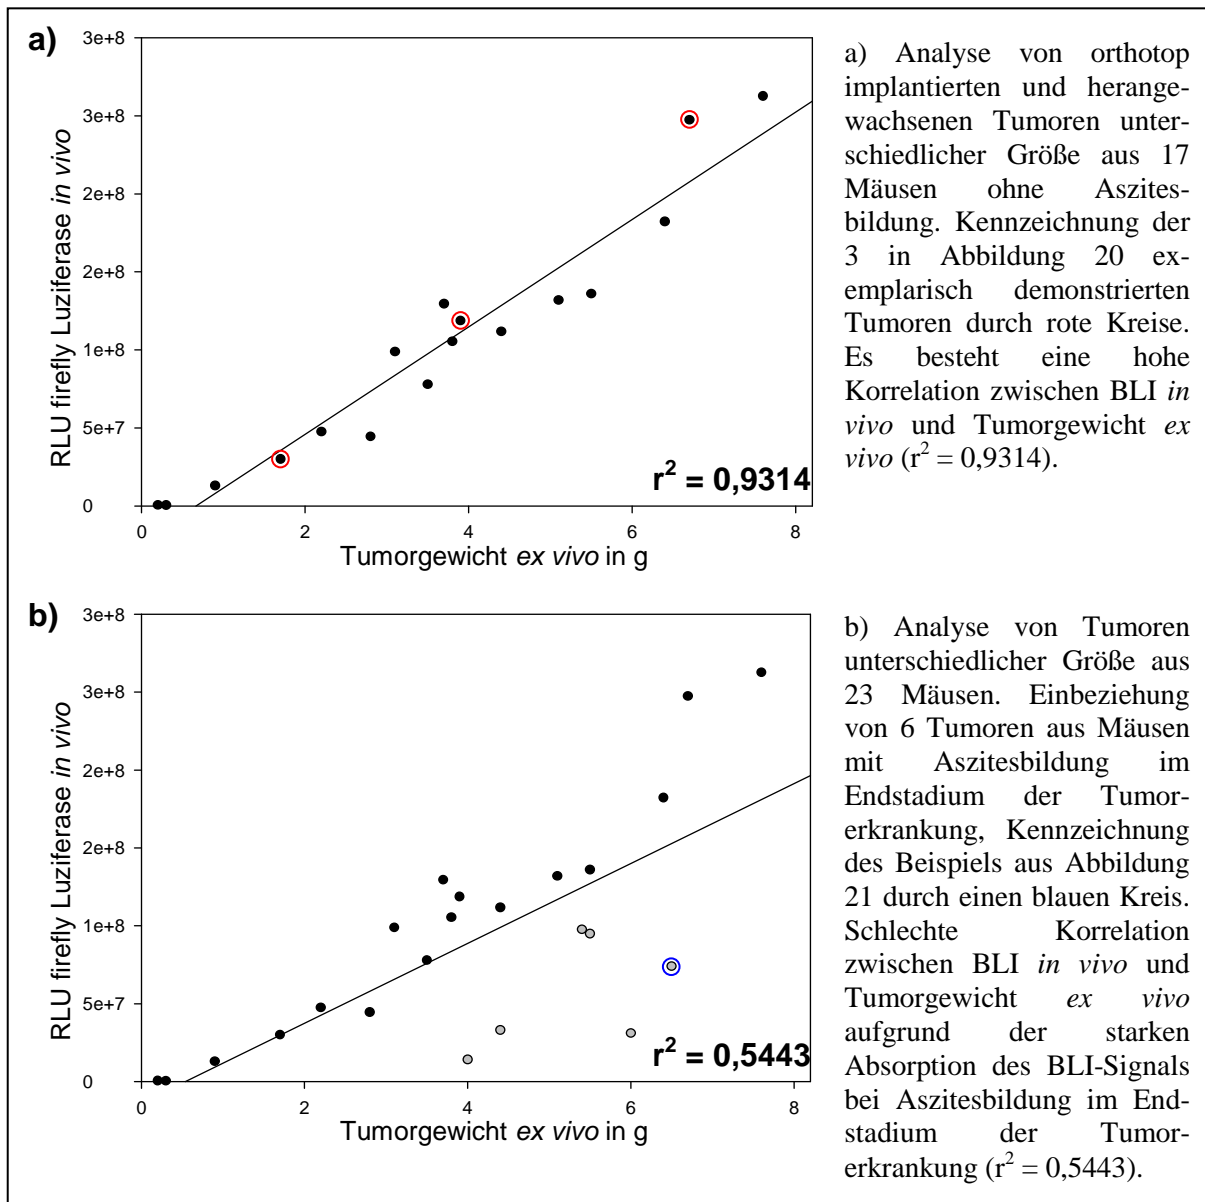 a)
3e+8
3e+8
2e+8
2e+8
1e+8
5e+7
0
RLU firefly Luziferase in vivo
r² = 0,9314
0 2 4 6 8
Tumorgewicht ex vivo in g
a) Analyse von orthotop
implantierten und herange-
wachsenen Tumoren unter-
schiedlicher Größe aus 17
Mäusen ohne Aszites-
bildung. Kennzeichnung der
3 in Abbildung 20 ex-
emplarisch demonstrierten
Tumoren durch rote Kreise.
Es besteht eine hohe
Korrelation zwischen BLI in
vivo und Tumorgewicht ex
vivo (r² = 0,9314).
b)
3e+8
3e+8
2e+8
2e+8
1e+8
5e+7
0
RLU firefly Luziferase in vivo
r² = 0,5443
0 2 4 6 8
Tumorgewicht ex vivo in g
b) Analyse von Tumoren
unterschiedlicher Größe aus
23 Mäusen. Einbeziehung
von 6 Tumoren aus Mäusen
mit Aszitesbildung im
Endstadium der Tumor-
erkrankung, Kennzeichnung
des Beispiels aus Abbildung
21 durch einen blauen Kreis.
Schlechte Korrelation
zwischen BLI in vivo und
Tumorgewicht ex vivo
aufgrund der starken
Absorption des BLI-Signals
bei Aszitesbildung im End-
stadium der Tumor-
erkrankung (r² = 0,5443).